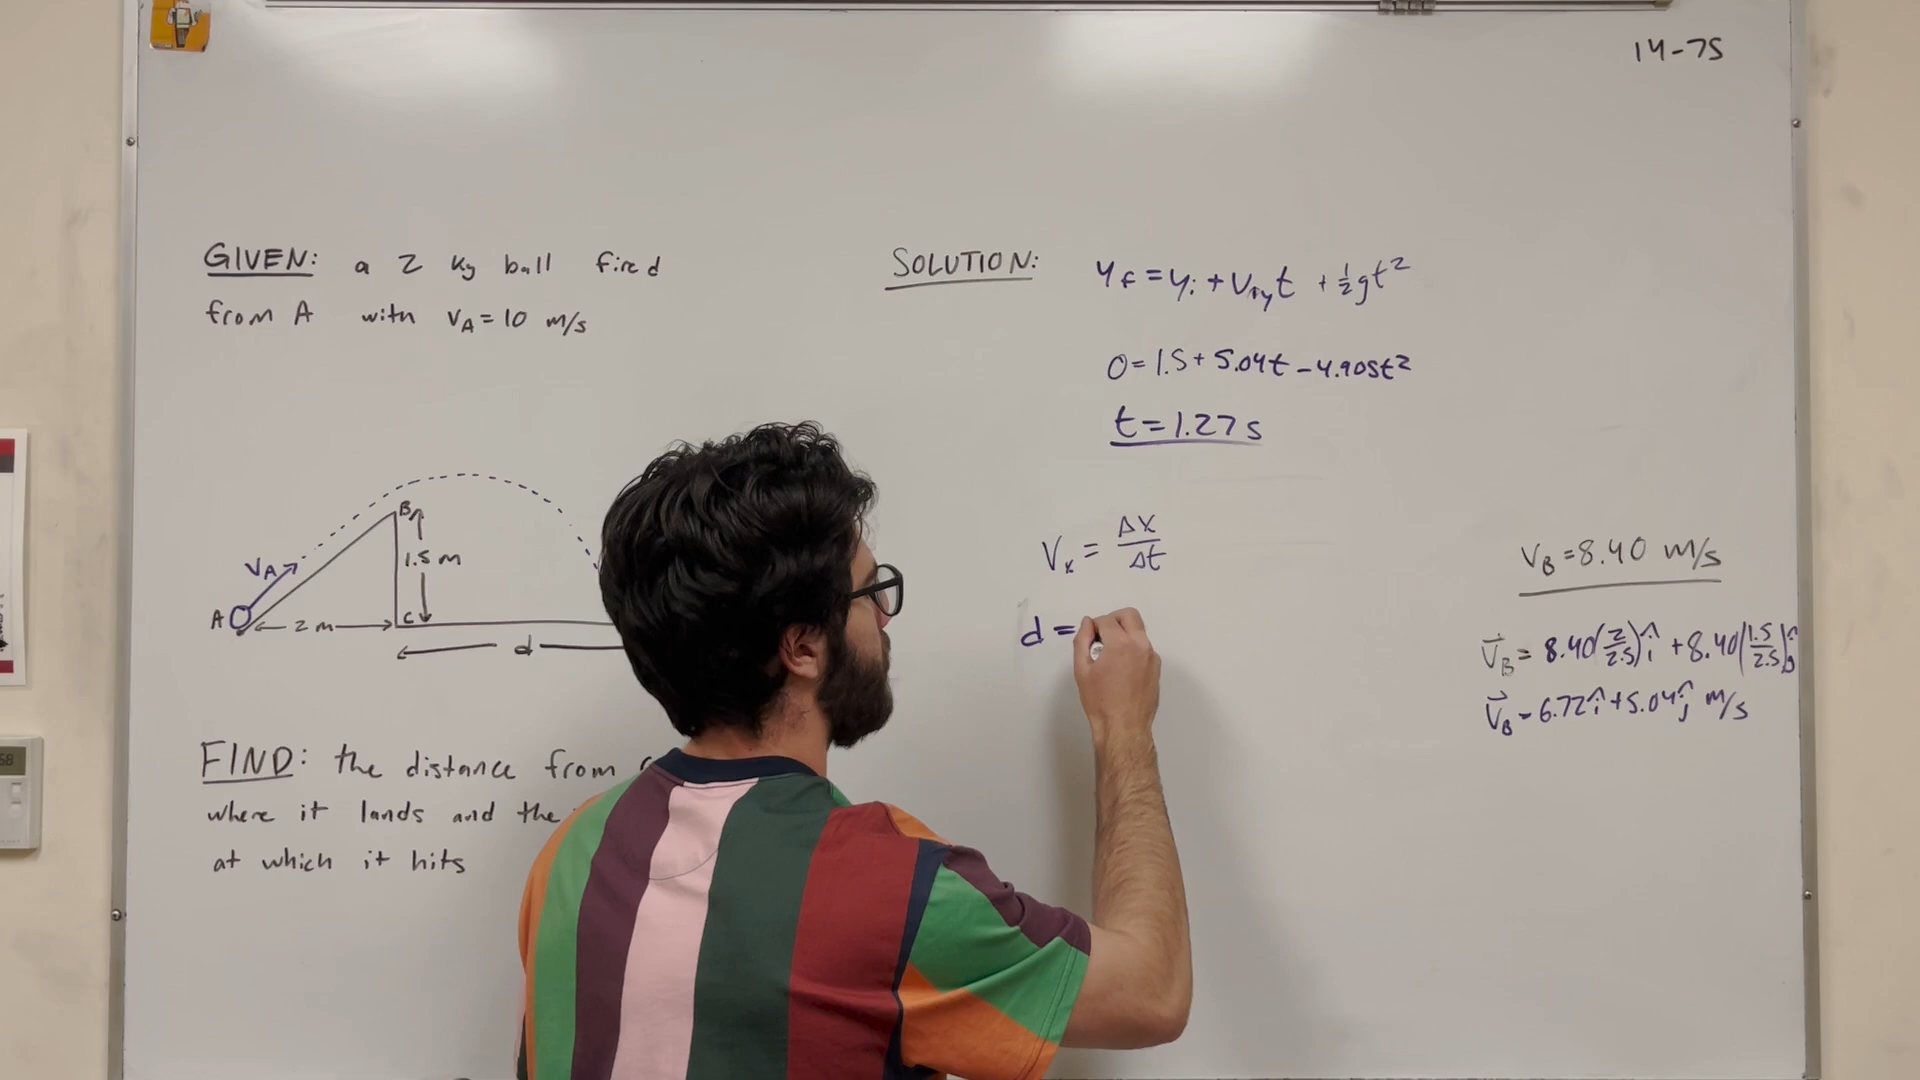 14-75
GIVEN: a 2 kg ball fired
from A with VA = 10 m/s
SOLUTION:
yf = yi + V1yt + ½gt²
0 = 1.5 + 5.04t - 4.905t²
t = 1.27 s
B
VA
1.5 m
A
2 m
C
d
Vx = Δx/Δt
d =
VB = 8.40 m/s
VB = 8.40(2/2.5)î + 8.40(1.5/2.5)ĵ
VB = 6.72î + 5.04ĵ m/s
FIND: the distance from
where it lands and the
at which it hits